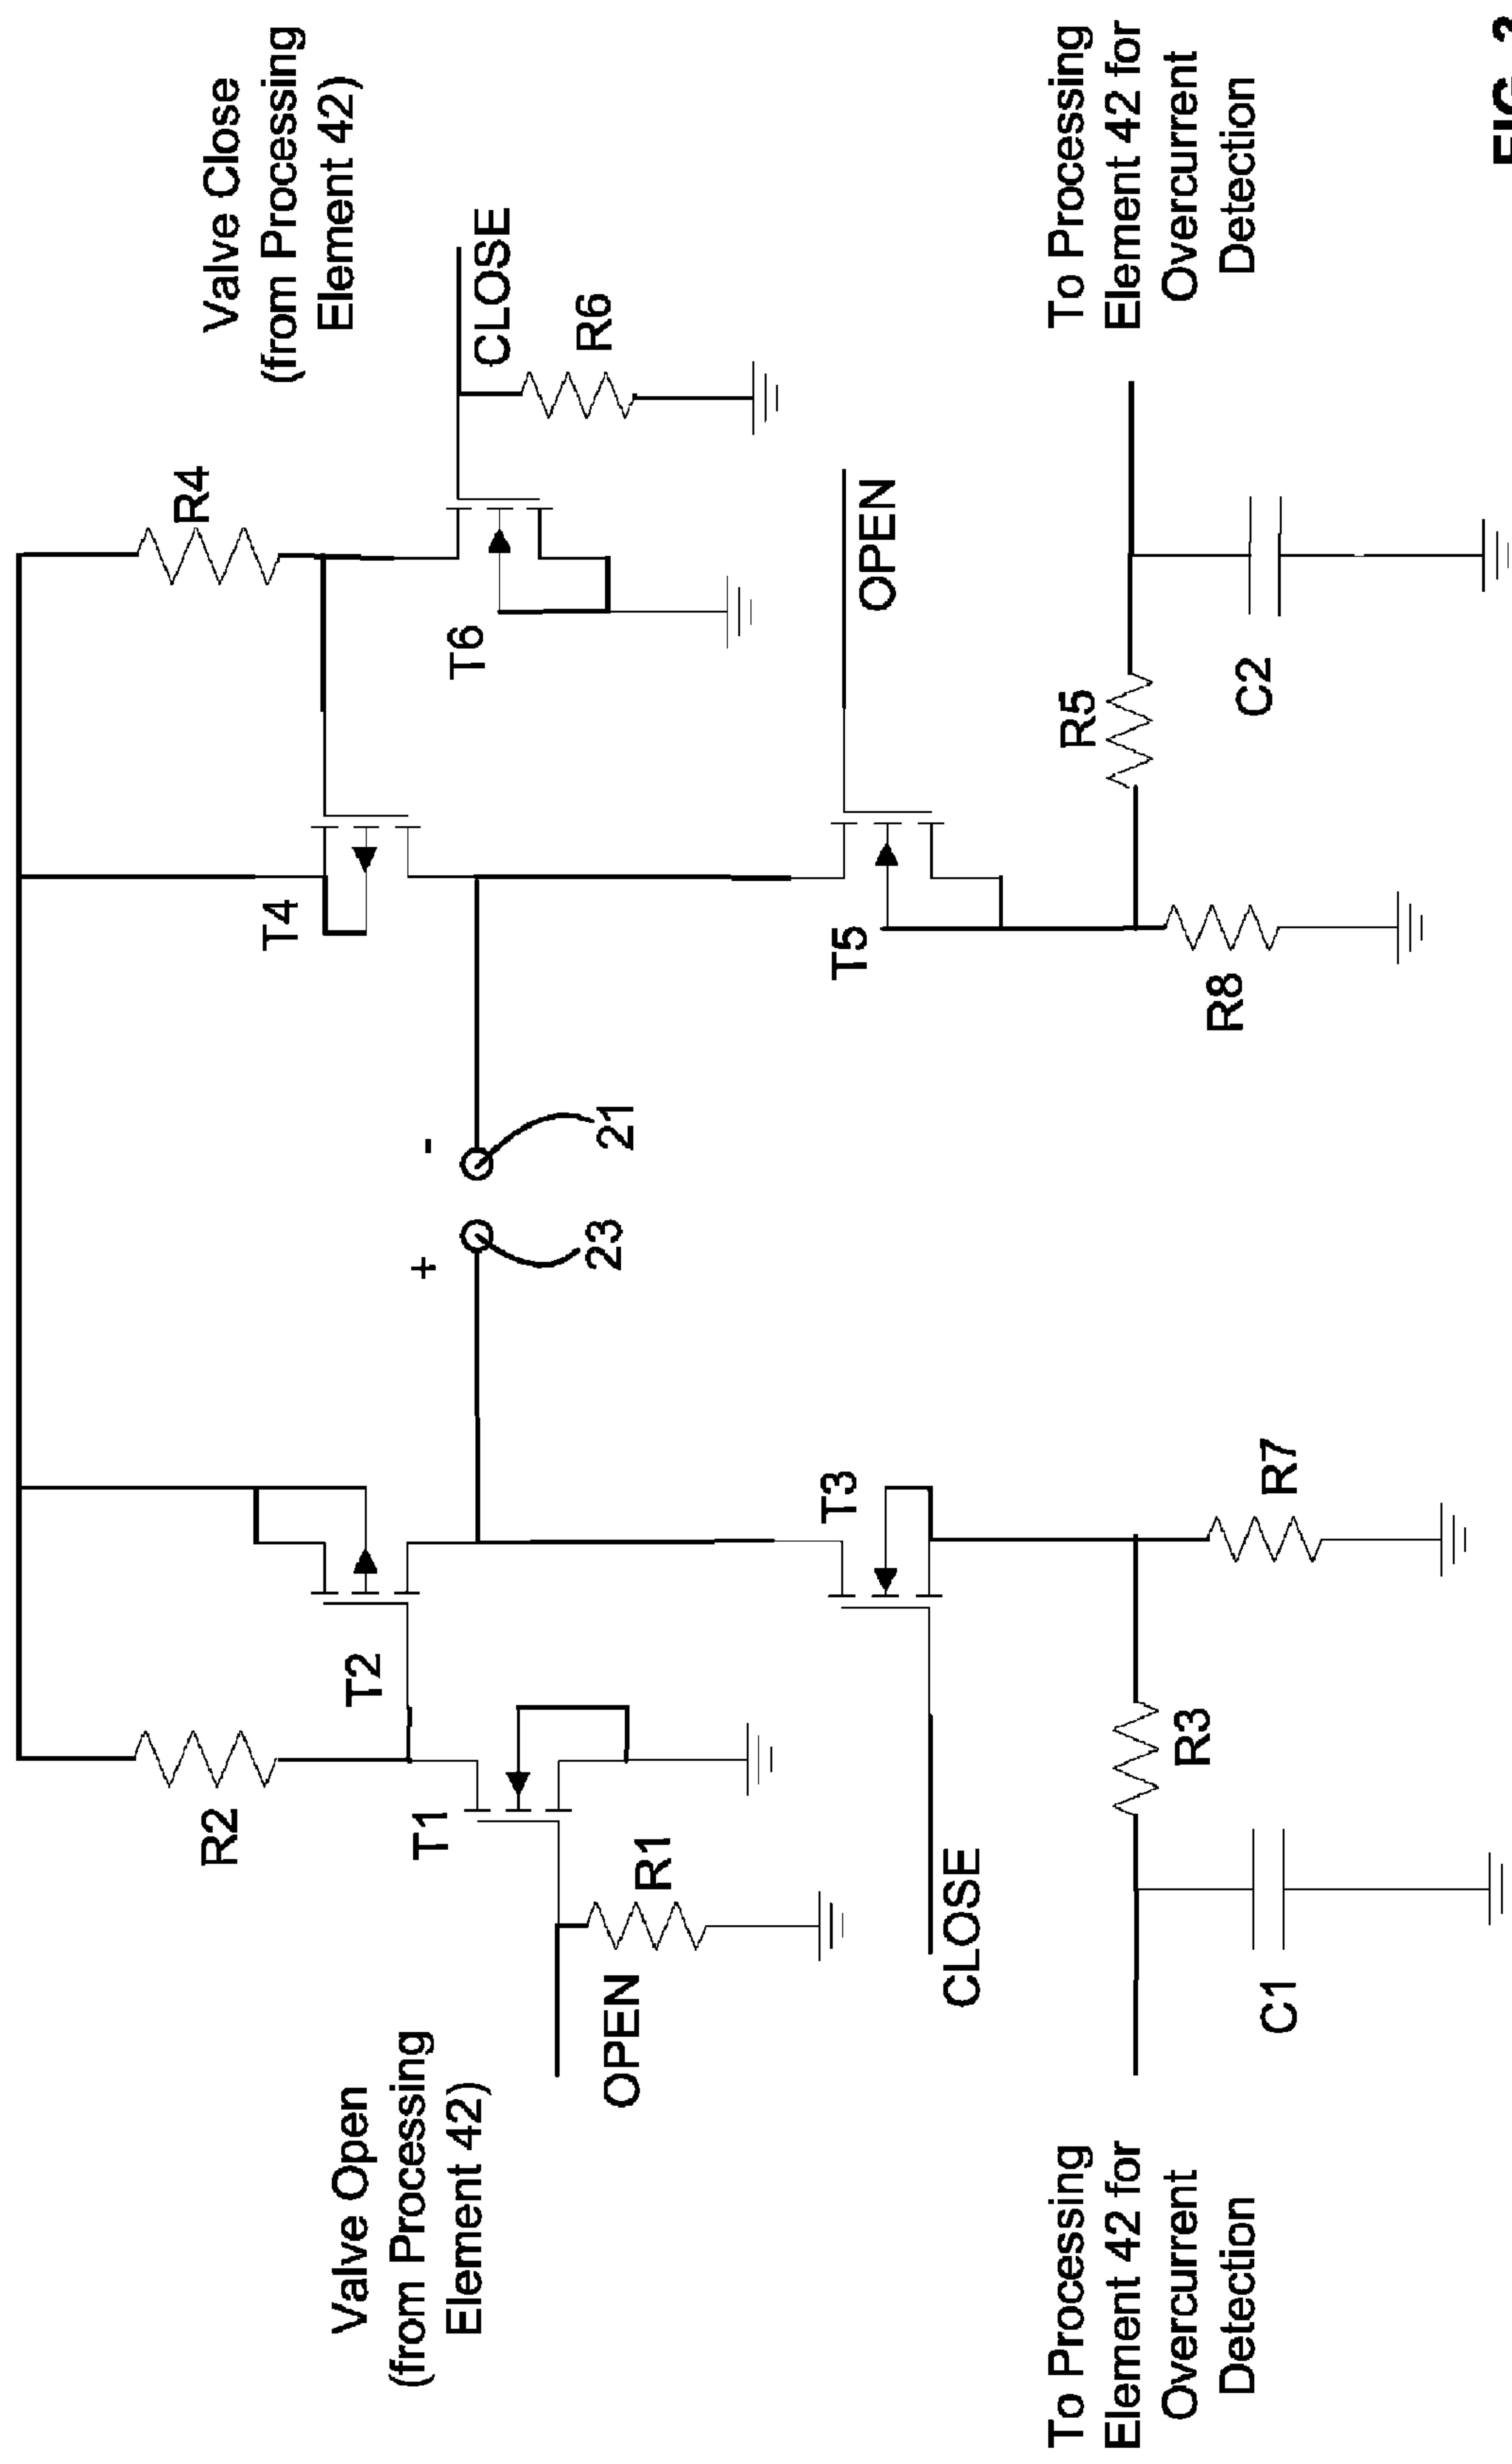 Valve Open
(from Processing
Element 42)
OPEN
R1
R2
T1
T2
T3
CLOSE
+
23
-
21
T4
R4
Valve Close
(from Processing
Element 42)
CLOSE
R6
T6
OPEN
T5
To Processing
Element 42 for
Overcurrent
Detection
C1
R3
R7
R8
R5
C2
To Processing
Element 42 for
Overcurrent
Detection
FIG. 3